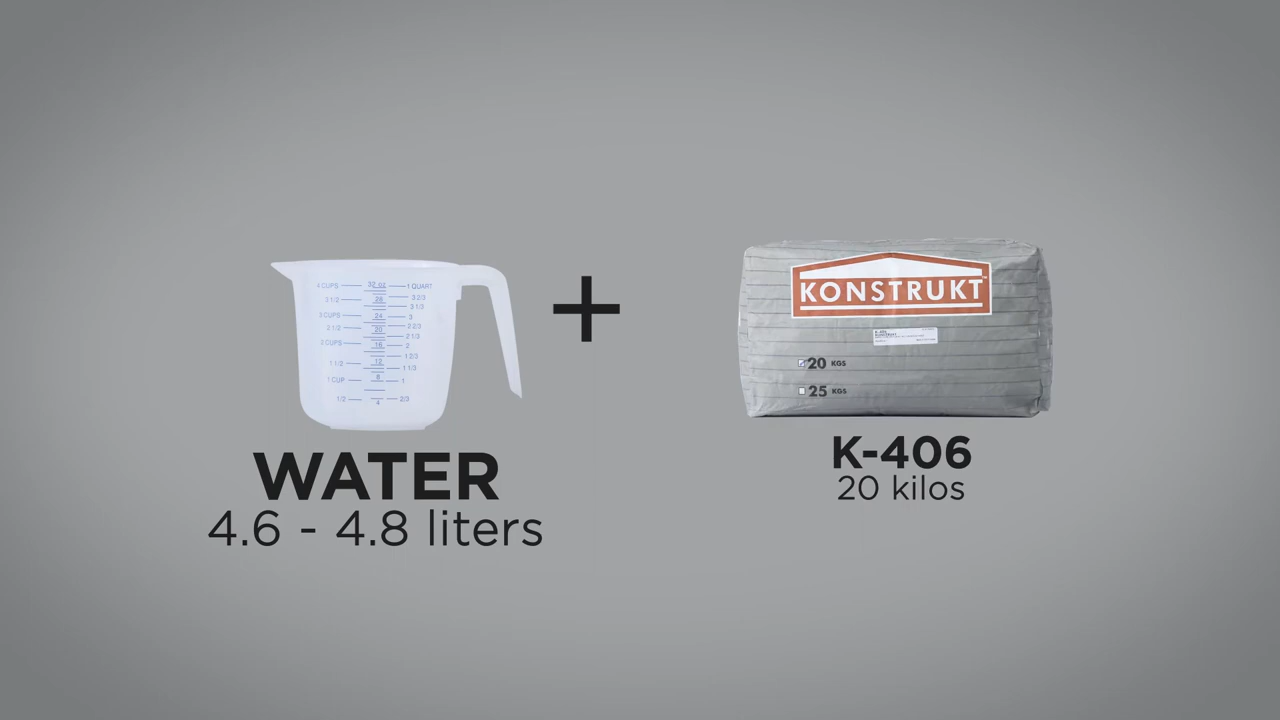 4 CUPS 32 oz 1 QUART
3 1/2 28 3 2/3
3 1/3
3 CUPS 24 3
2 1/2 20 2 2/3
2 1/3
2 CUPS 16 2
1 2/3
1 1/2 12 1 1/3
1 CUP 8 1
1/2 4 2/3
WATER
4.6 - 4.8 liters
+
KONSTRUKT™
K-406
KONSTRUKT
20 KGS
25 KGS
K-406
20 kilos